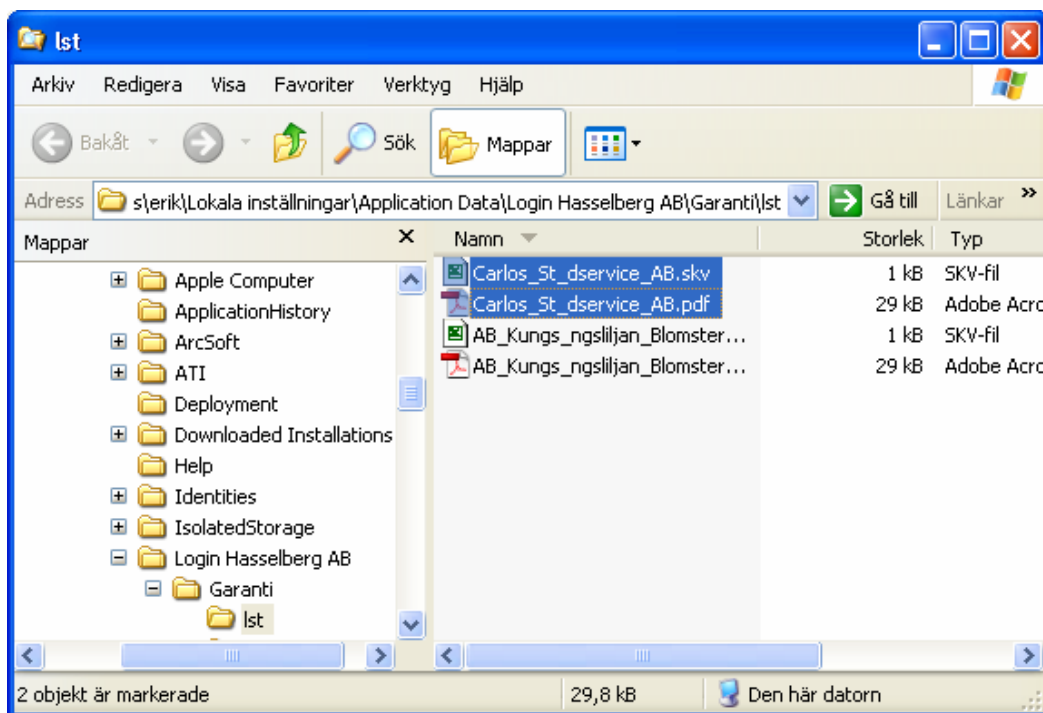 lst
Arkiv Redigera Visa Favoriter Verktyg Hjälp
Bakåt Sök Mappar
Adress s\erik\Lokala inställningar\Application Data\Login Hasselberg AB\Garanti\lst Gå till Länkar »
Mappar × Namn Storlek Typ
Apple Computer
ApplicationHistory
ArcSoft
ATI
Deployment
Downloaded Installations
Help
Identities
IsolatedStorage
Login Hasselberg AB
Garanti
lst
Carlos_St_dservice_AB.skv 1 kB SKV-fil
Carlos_St_dservice_AB.pdf 29 kB Adobe Acro
AB_Kungs_ngsliljan_Blomster... 1 kB SKV-fil
AB_Kungs_ngsliljan_Blomster... 29 kB Adobe Acro
2 objekt är markerade 29,8 kB Den här datorn